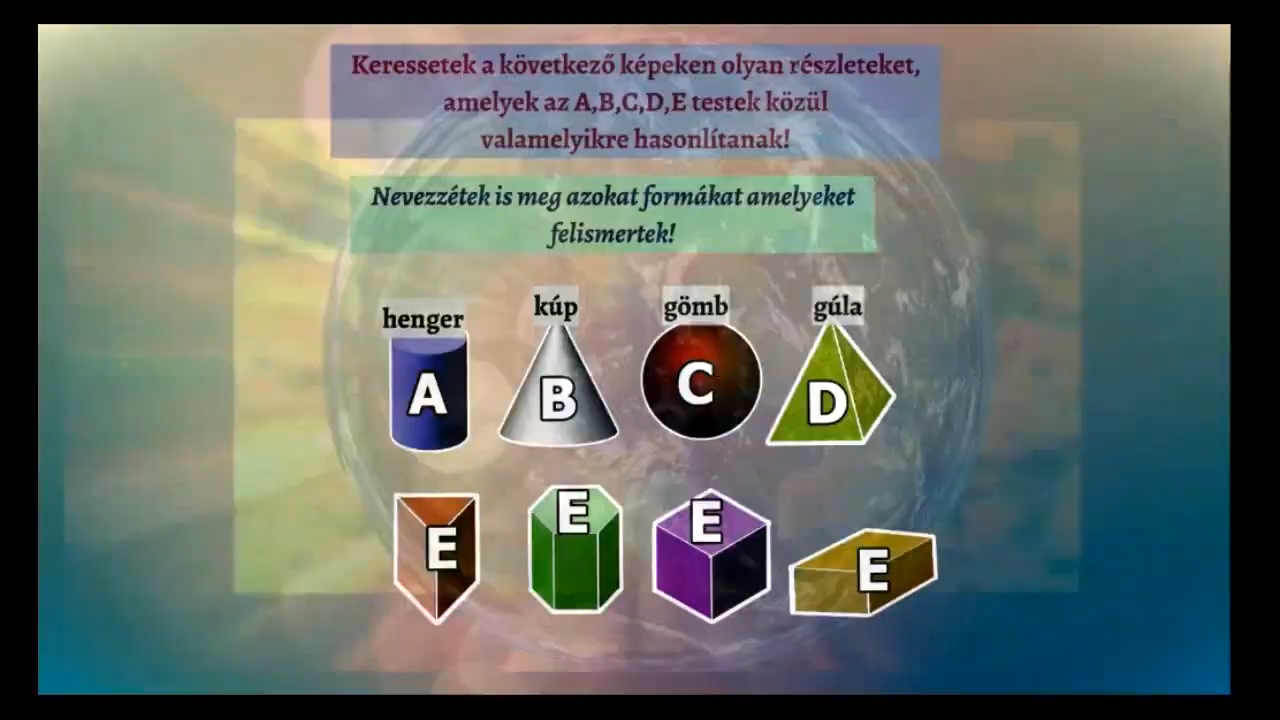 Keressetek a következő képeken olyan részleteket,
amelyek az A,B,C,D,E testek közül
valamelyikre hasonlítanak!
Nevezzétek is meg azokat formákat amelyeket
felismertek!
henger
kúp
gömb
gúla
A
B
C
D
E
E
E
E